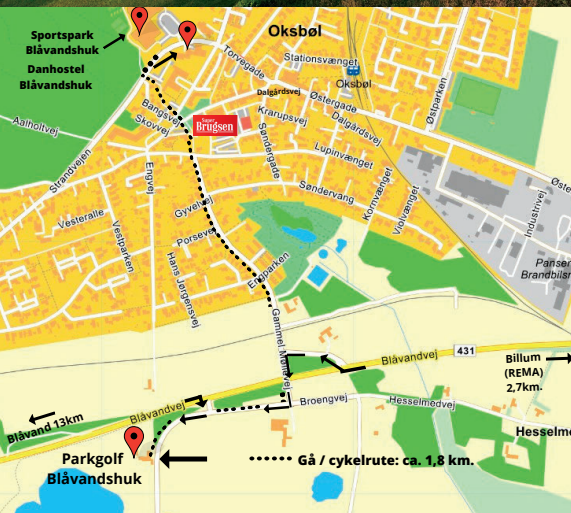 Sportspark
Blåvandshuk
Danhostel
Blåvandshuk
Oksbøl
Torvegade
Stationsvænget
Oksbøl
Dalgårdsvej
Østergade
Dalgårdsvej
Østparken
Aalholtvej
Bangsvej
Skovvej
Super
Brugsen
Krarupsvej
Søndergade
Lupinvænget
Strandvejen
Engvej
Søndervang
Kornvænget
Violvænget
Industrivej
Vesteralle
Vestparken
Gyvelvej
Porsevej
Engparken
Hans Jørgensvej
Gammel Møllevej
Panser
Brandbilsm
Blåvandvej
431
Billum
(REMA)
2,7km.
Broengvej
Hesselmedvej
Hesselme
Blåvandvej
Blåvand 13km
Parkgolf
Blåvandshuk
Gå / cykelrute: ca. 1,8 km.